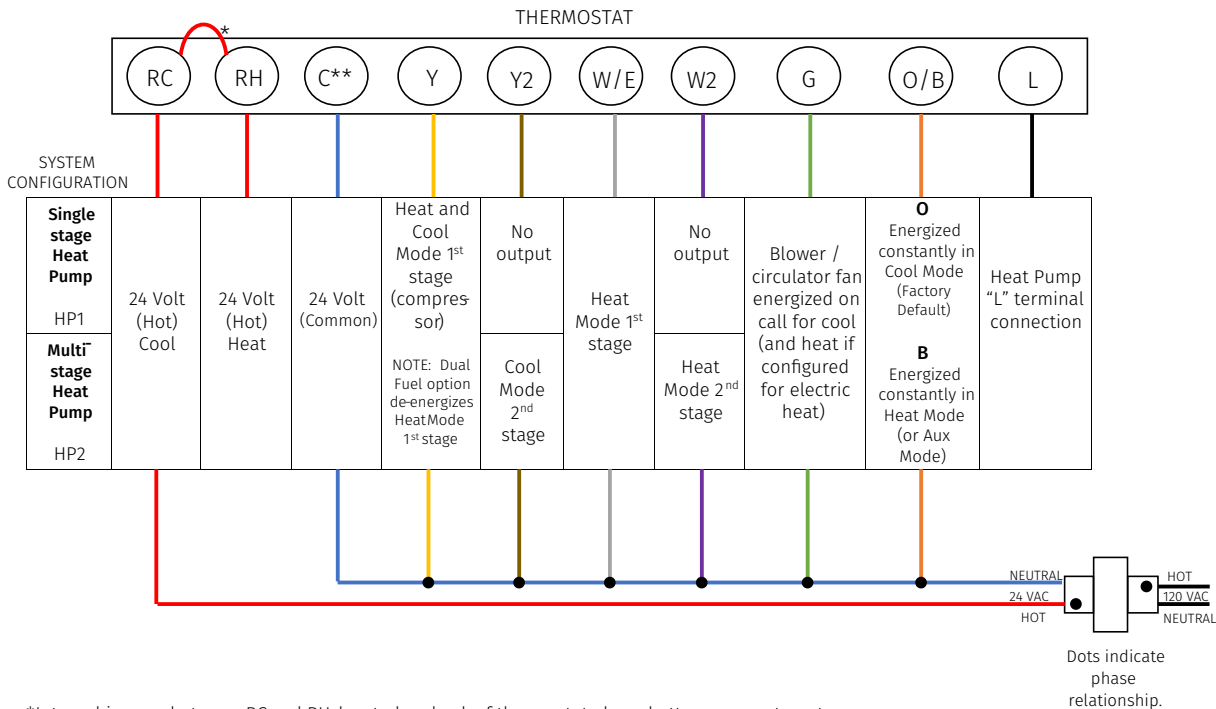 THERMOSTAT
*
RC
RH
C**
Y
Y2
W/E
W2
G
O/B
L
SYSTEM
CONFIGURATION
Single
stage
Heat
Pump
HP1
Multi-
stage
Heat
Pump
HP2
24 Volt
(Hot)
Cool
24 Volt
(Hot)
Heat
24 Volt
(Common)
Heat and
Cool
Mode 1st
stage
(compres-
sor)
NOTE: Dual
Fuel option
de-energizes
Heat Mode
1st stage
No
output
Cool
Mode
2nd
stage
Heat
Mode 1st
stage
No
output
Heat
Mode 2nd
stage
Blower /
circulator fan
energized on
call for cool
(and heat if
configured
for electric
heat)
O
Energized
constantly in
Cool Mode
(Factory
Default)
B
Energized
constantly in
Heat Mode
(or Aux
Mode)
Heat Pump
“L” terminal
connection
NEUTRAL
24 VAC
HOT
HOT
120 VAC
NEUTRAL
Dots indicate
phase
relationship.